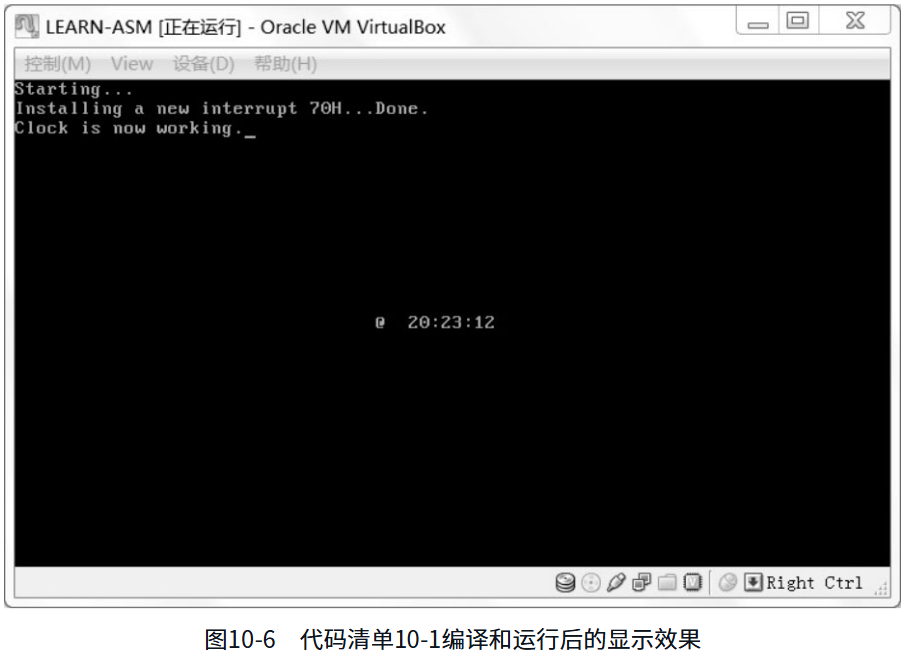 LEARN-ASM [正在运行] - Oracle VM VirtualBox
控制(M) View 设备(D) 帮助(H)
Starting...
Installing a new interrupt 70H...Done.
Clock is now working._
@ 20:23:12
Right Ctrl
图10-6 代码清单10-1编译和运行后的显示效果